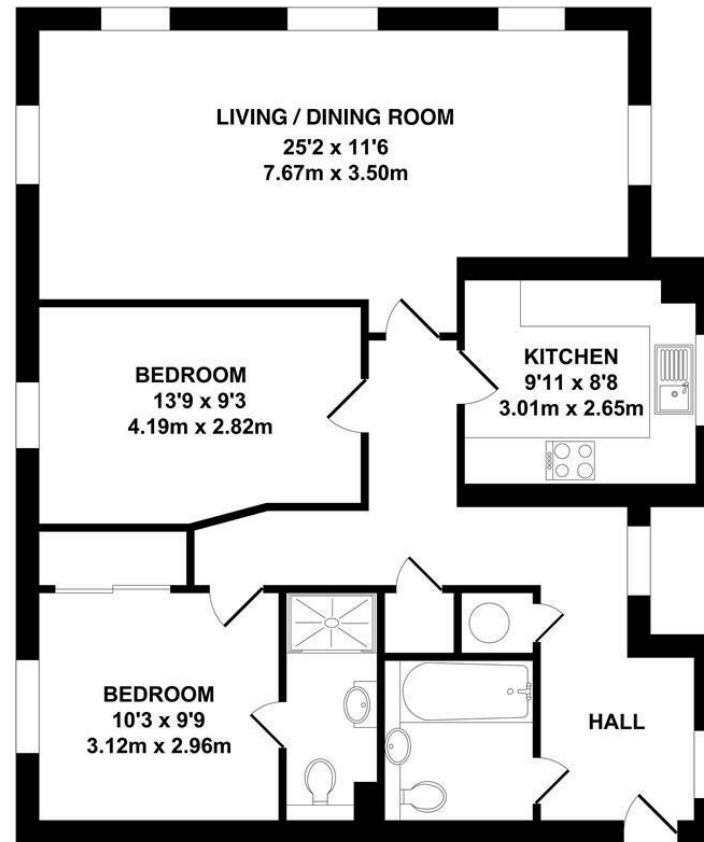 LIVING / DINING ROOM
25'2 x 11'6
7.67m x 3.50m
BEDROOM
13'9 x 9'3
4.19m x 2.82m
KITCHEN
9'11 x 8'8
3.01m x 2.65m
BEDROOM
10'3 x 9'9
3.12m x 2.96m
HALL